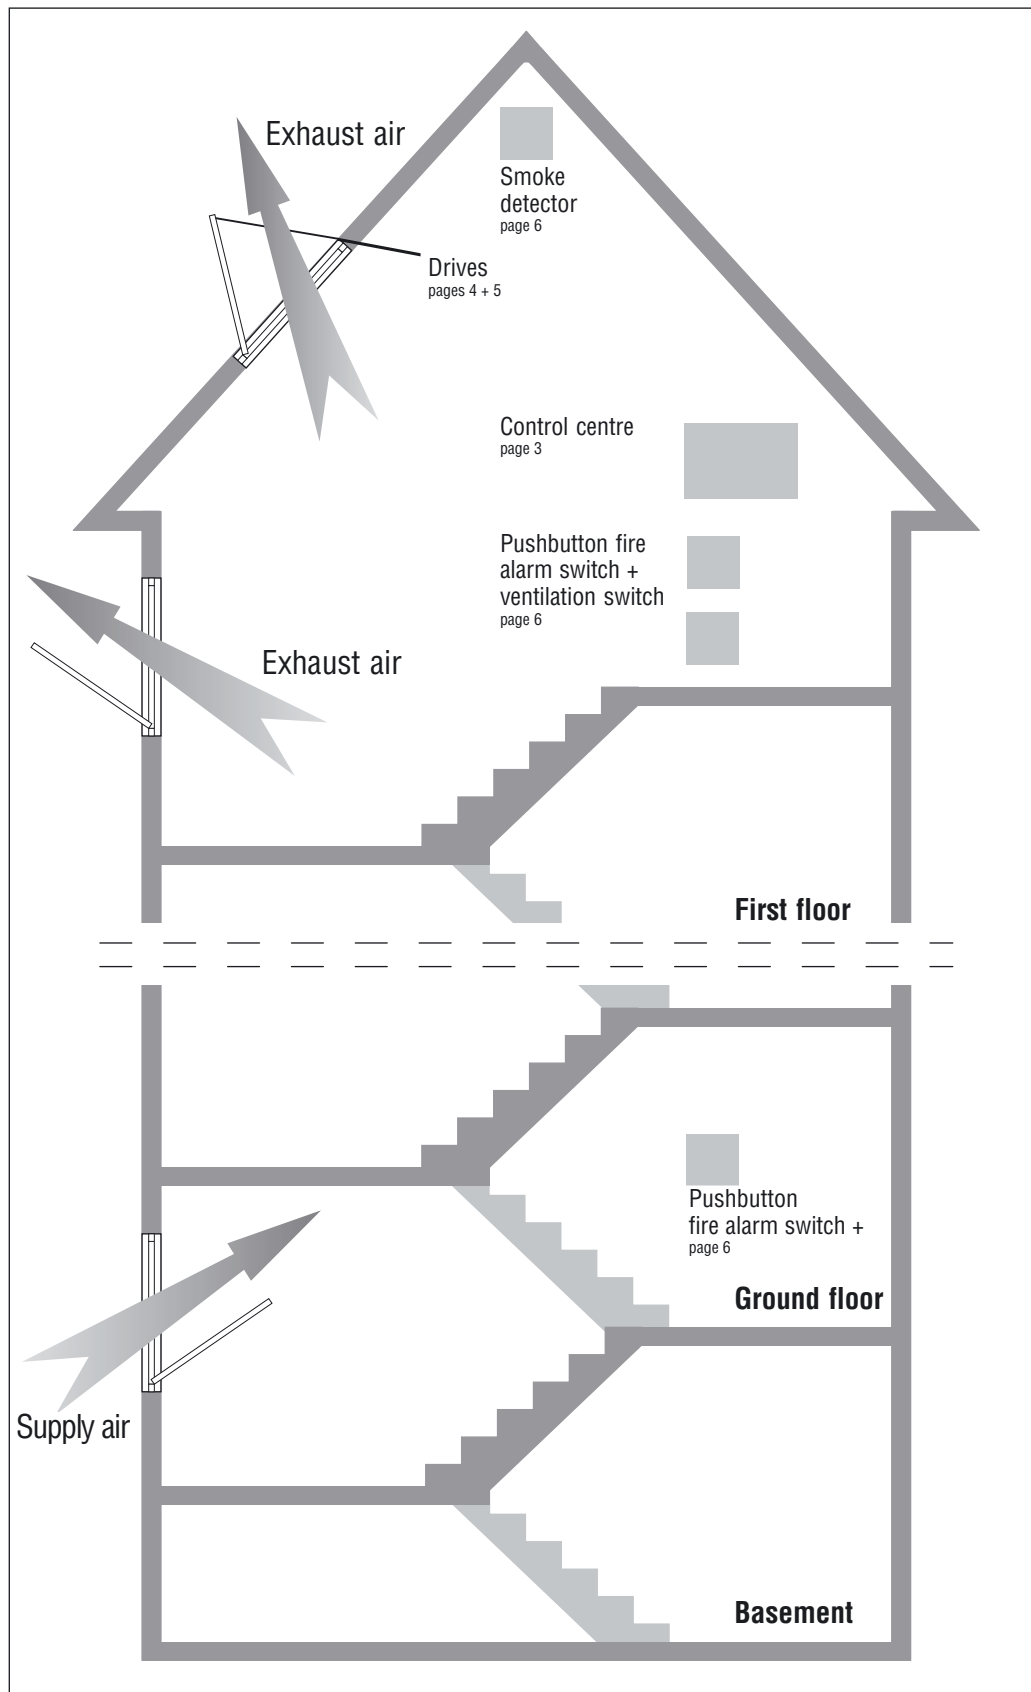 Exhaust air
Smoke
detector
page 6
Drives
pages 4 + 5
Control centre
page 3
Pushbutton fire
alarm switch +
ventilation switch
page 6
Exhaust air
First floor
Pushbutton
fire alarm switch +
page 6
Ground floor
Supply air
Basement